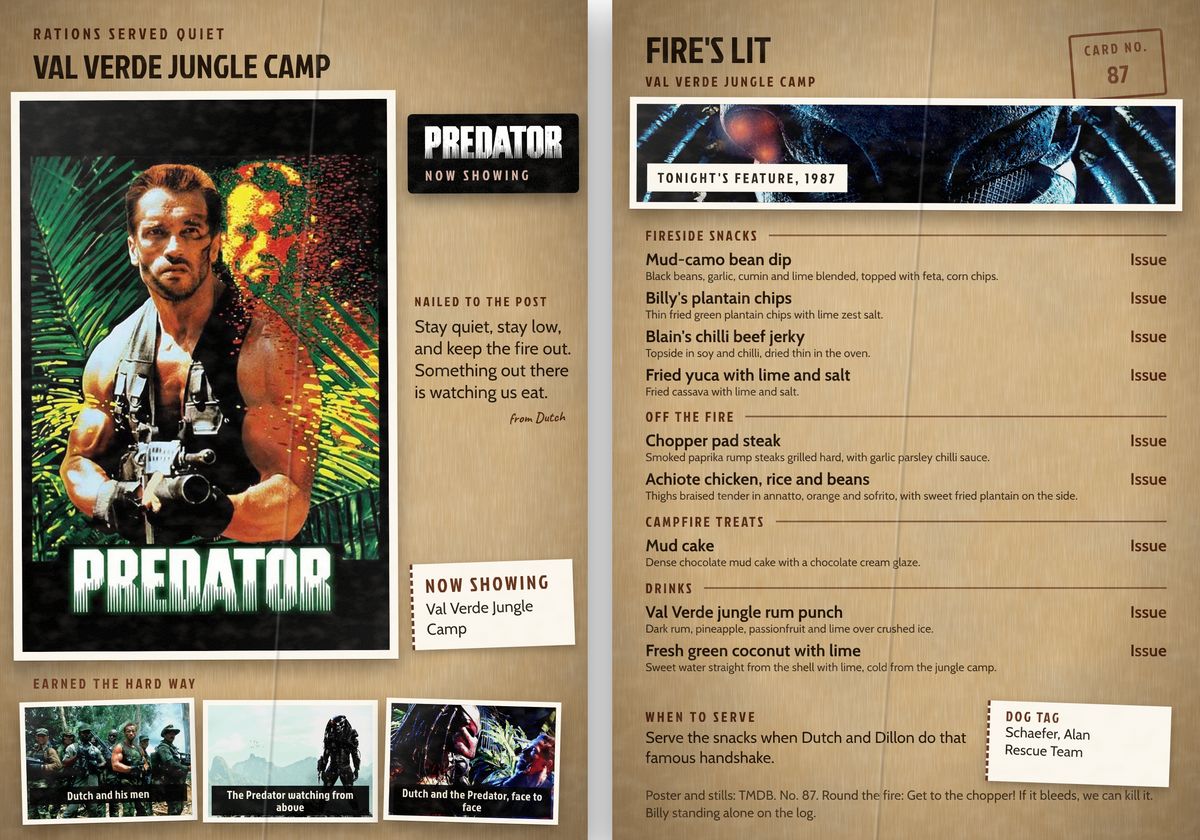 RATIONS SERVED QUIET
VAL VERDE JUNGLE CAMP
PREDATOR
NOW SHOWING
NAILED TO THE POST
Stay quiet, stay low,
and keep the fire out.
Something out there
is watching us eat.
from Dutch
PREDATOR
NOW SHOWING
Val Verde Jungle
Camp
EARNED THE HARD WAY
Dutch and his men
The Predator watching from
above
Dutch and the Predator, face to
face
FIRE'S LIT
VAL VERDE JUNGLE CAMP
CARD NO.
87
TONIGHT'S FEATURE, 1987
FIRESIDE SNACKS
Mud-camo bean dip Issue
Black beans, garlic, cumin and lime blended, topped with feta, corn chips.
Billy's plantain chips Issue
Thin fried green plantain chips with lime zest salt.
Blain's chilli beef jerky Issue
Topside in soy and chilli, dried thin in the oven.
Fried yuca with lime and salt Issue
Fried cassava with lime and salt.
OFF THE FIRE
Chopper pad steak Issue
Smoked paprika rump steaks grilled hard, with garlic parsley chilli sauce.
Achiote chicken, rice and beans Issue
Thighs braised tender in annatto, orange and sofrito, with sweet fried plantain on the side.
CAMPFIRE TREATS
Mud cake Issue
Dense chocolate mud cake with a chocolate cream glaze.
DRINKS
Val Verde jungle rum punch Issue
Dark rum, pineapple, passionfruit and lime over crushed ice.
Fresh green coconut with lime Issue
Sweet water straight from the shell with lime, cold from the jungle camp.
WHEN TO SERVE
Serve the snacks when Dutch and Dillon do that
famous handshake.
DOG TAG
Schaefer, Alan
Rescue Team
Poster and stills: TMDB. No. 87. Round the fire: Get to the chopper! If it bleeds, we can kill it.
Billy standing alone on the log.